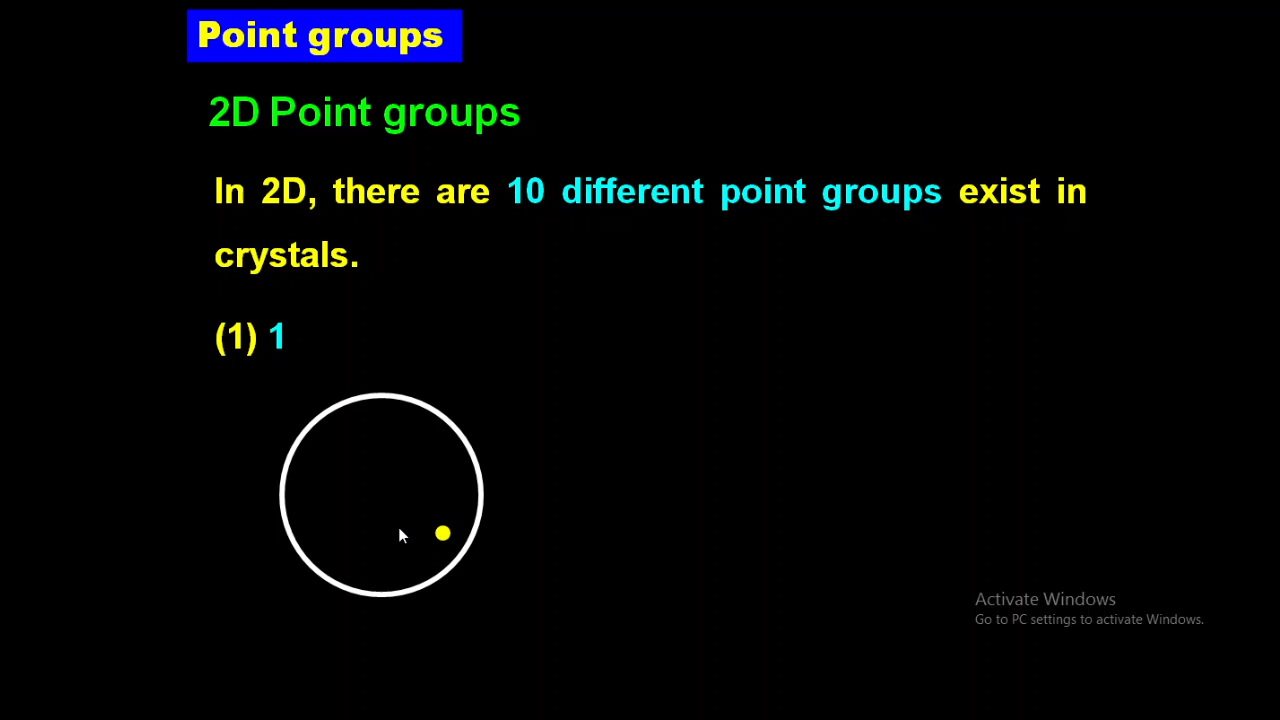 Point groups
2D Point groups
In 2D, there are 10 different point groups exist in
crystals.
(1) 1
Activate Windows
Go to PC settings to activate Windows.